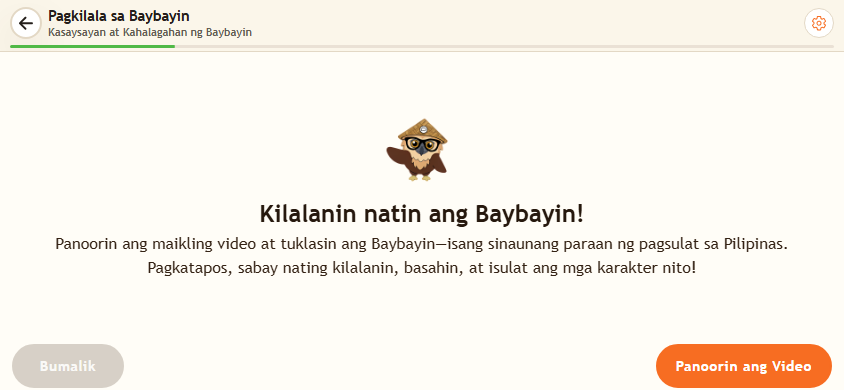 Pagkilala sa Baybayin
Kasaysayan at Kahalagahan ng Baybayin
Kilalanin natin ang Baybayin!
Panoorin ang maikling video at tuklasin ang Baybayin—isang sinaunang paraan ng pagsulat sa Pilipinas.
Pagkatapos, sabay nating kilalanin, basahin, at isulat ang mga karakter nito!
Bumalik
Panoorin ang Video